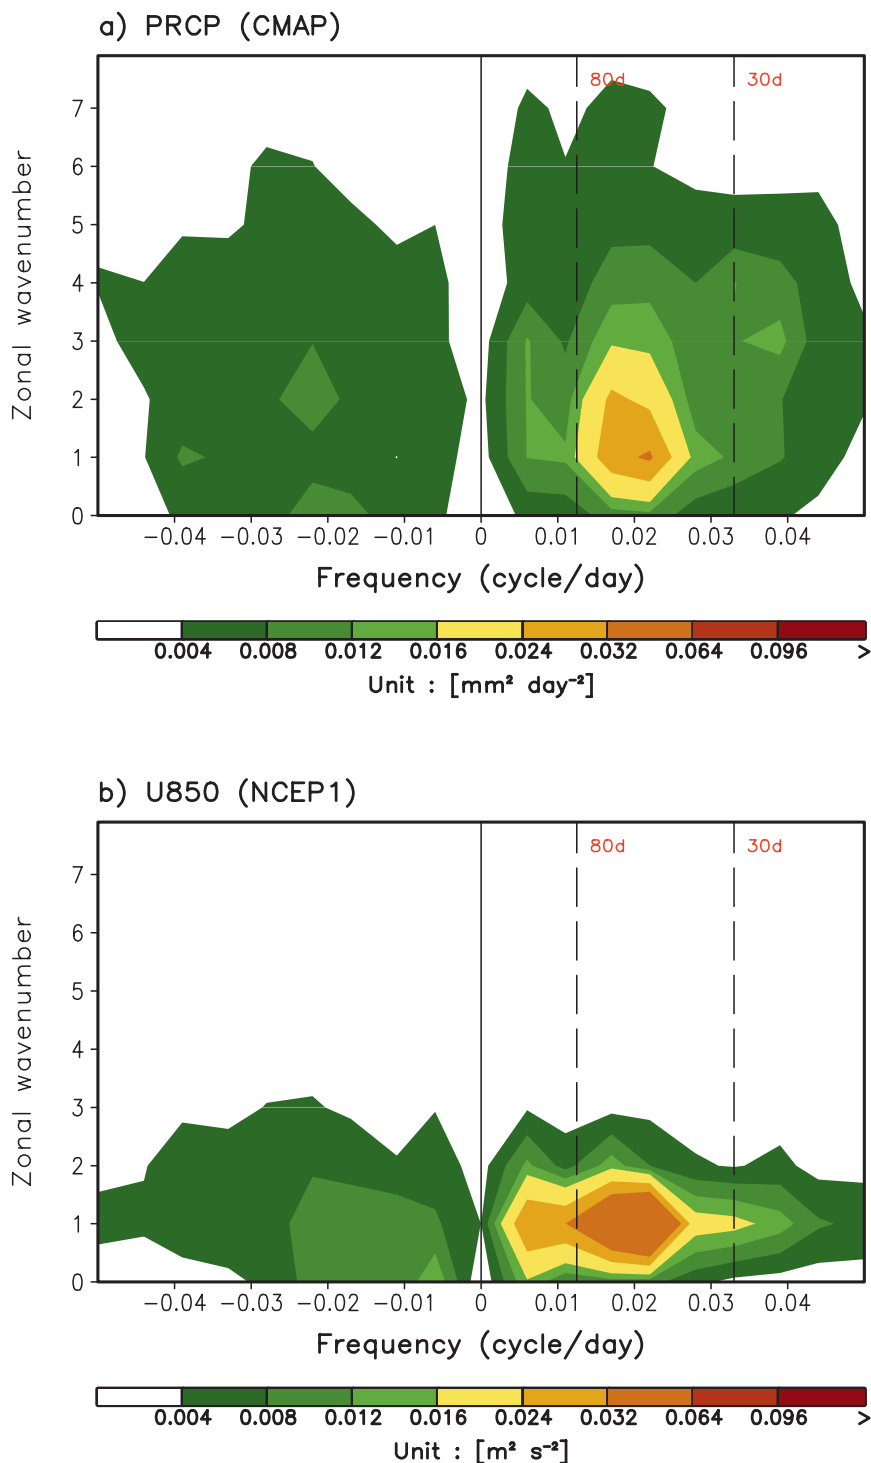 a) PRCP (CMAP)
80d 30d
Zonal wavenumber
7
6
5
4
3
2
1
0
−0.04 −0.03 −0.02 −0.01 0 0.01 0.02 0.03 0.04
Frequency (cycle/day)
0.004 0.008 0.012 0.016 0.024 0.032 0.064 0.096 >
Unit : [mm² day⁻²]
b) U850 (NCEP1)
80d 30d
Zonal wavenumber
7
6
5
4
3
2
1
0
−0.04 −0.03 −0.02 −0.01 0 0.01 0.02 0.03 0.04
Frequency (cycle/day)
0.004 0.008 0.012 0.016 0.024 0.032 0.064 0.096 >
Unit : [m² s⁻²]